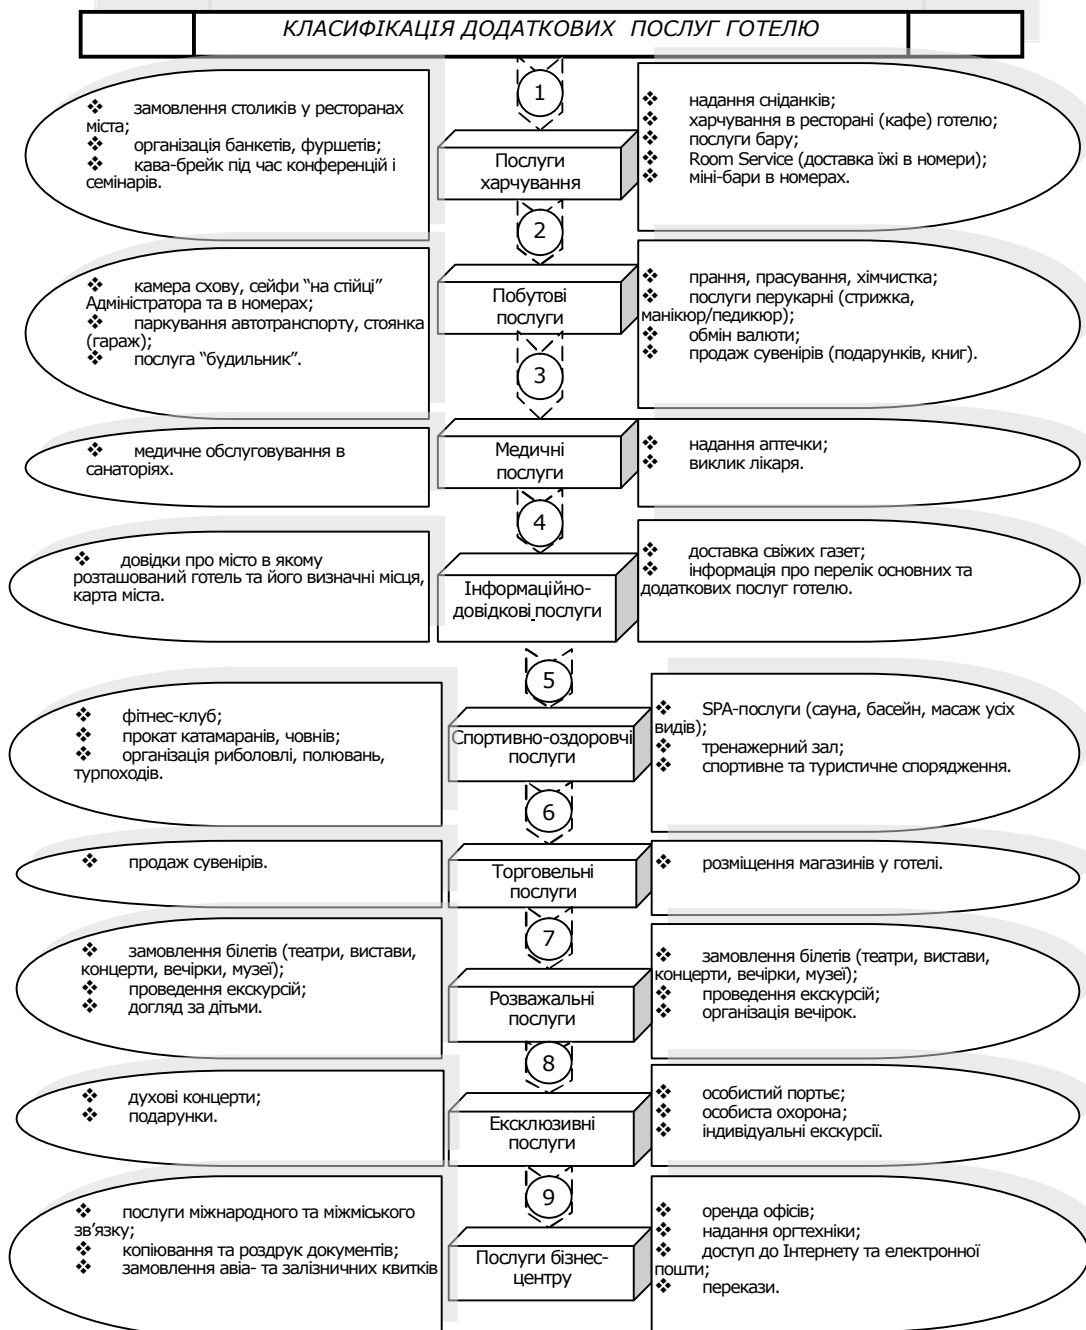 КЛАСИФІКАЦІЯ ДОДАТКОВИХ ПОСЛУГ ГОТЕЛЮ
1
❖ замовлення столиків у ресторанах
міста;
❖ організація банкетів, фуршетів;
❖ кава-брейк під час конференцій і
семінарів.
Послуги
харчування
❖ надання сніданків;
❖ харчування в ресторані (кафе) готелю;
❖ послуги бару;
❖ Room Service (доставка їжі в номери);
❖ міні-бари в номерах.
2
❖ камера схову, сейфи “на стійці”
Адміністратора та в номерах;
❖ паркування автотранспорту, стоянка
(гараж);
❖ послуга “будильник”.
Побутові
послуги
❖ прання, прасування, хімчистка;
❖ послуги перукарні (стрижка,
манікюр/педикюр);
❖ обмін валюти;
❖ продаж сувенірів (подарунків, книг).
3
❖ медичне обслуговування в
санаторіях.
Медичні
послуги
❖ надання аптечки;
❖ виклик лікаря.
4
❖ довідки про місто в якому
розташований готель та його визначні місця,
карта міста.
Інформаційно-
довідкові послуги
❖ доставка свіжих газет;
❖ інформація про перелік основних та
додаткових послуг готелю.
5
❖ фітнес-клуб;
❖ прокат катамаранів, човнів;
❖ організація риболовлі, полювань,
турпоходів.
Спортивно-оздоровчі
послуги
❖ SPA-послуги (сауна, басейн, масаж усіх
видів);
❖ тренажерний зал;
❖ спортивне та туристичне спорядження.
6
❖ продаж сувенірів.
Торговельні
послуги
❖ розміщення магазинів у готелі.
7
❖ замовлення білетів (театри, вистави,
концерти, вечірки, музеї);
❖ проведення екскурсій;
❖ догляд за дітьми.
Розважальні
послуги
❖ замовлення білетів (театри, вистави,
концерти, вечірки, музеї);
❖ проведення екскурсій;
❖ організація вечірок.
8
❖ духові концерти;
❖ подарунки.
Ексклюзивні
послуги
❖ особистий портьє;
❖ особиста охорона;
❖ індивідуальні екскурсії.
9
❖ послуги міжнародного та міжміського
зв’язку;
❖ копіювання та роздрук документів;
❖ замовлення авіа- та залізничних квитків
Послуги бізнес-
центру
❖ оренда офісів;
❖ надання оргтехніки;
❖ доступ до Інтернету та електронної
пошти;
❖ перекази.